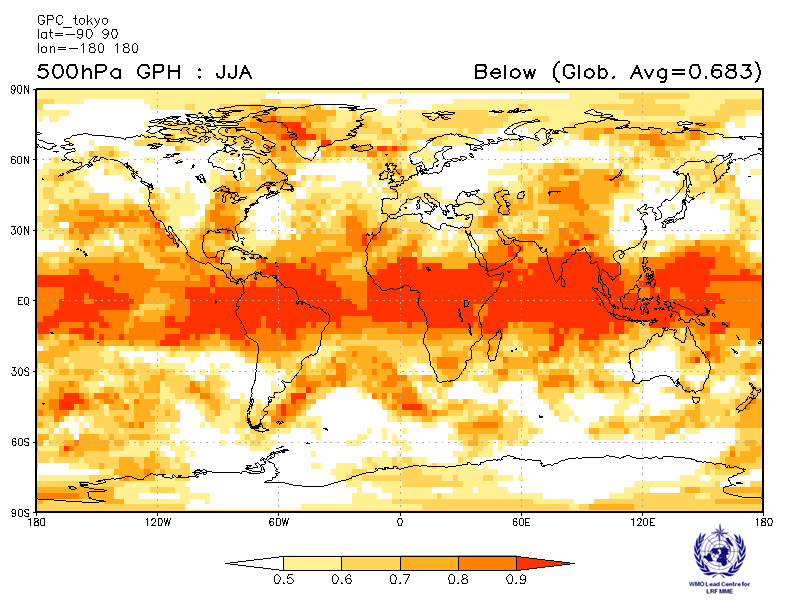 GPC_tokyo
lat=−90 90
lon=−180 180
500hPa GPH : JJA
Below (Glob. Avg=0.683)
90N
60N
30N
EQ
30S
60S
90S
180 120W 60W 0 60E 120E 180
0.5 0.6 0.7 0.8 0.9
WMO Lead Centre for
LRF MME